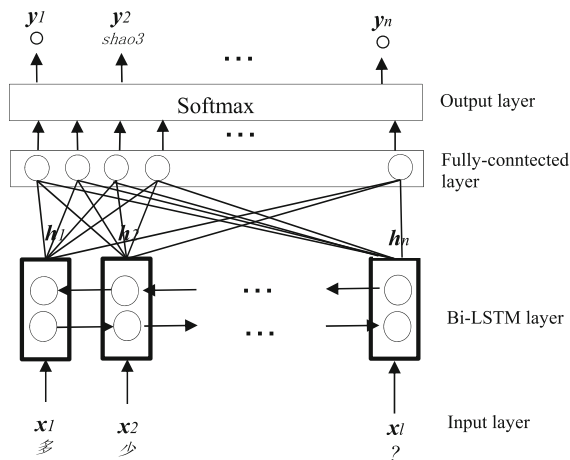 y1 y2 yn
shao3
...
Softmax
Output layer
...
Fully-conntected
layer
h1 h2 hn
...
Bi-LSTM layer
...
x1 x2 xl
Input layer
多 少 ?